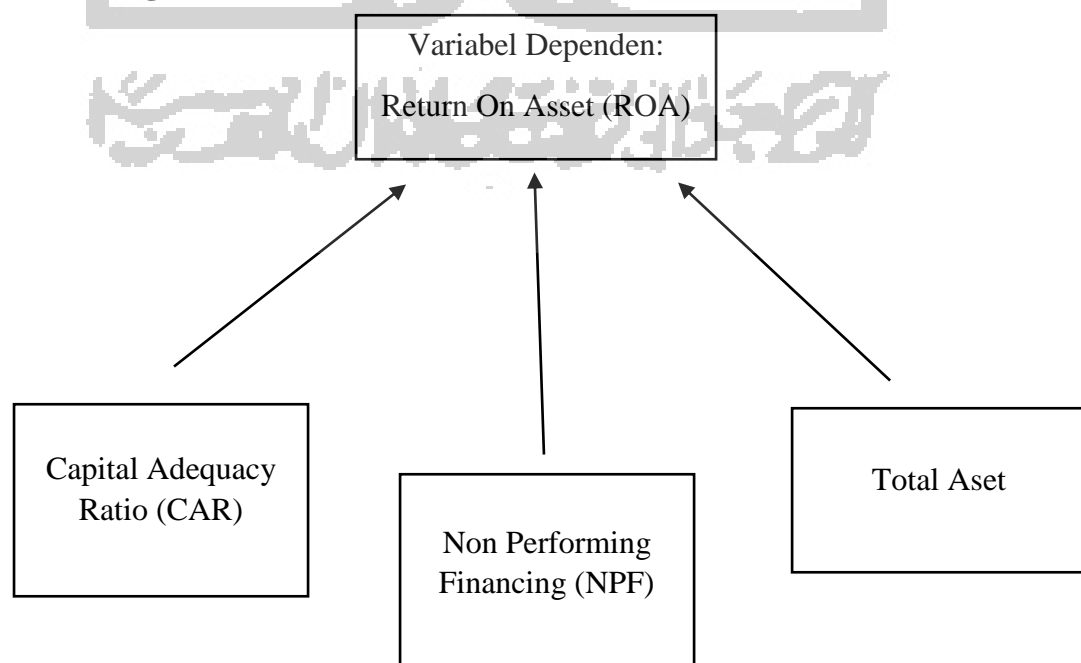 Variabel Dependen:
Return On Asset (ROA)
Capital Adequacy
Ratio (CAR)
Non Performing
Financing (NPF)
Total Aset